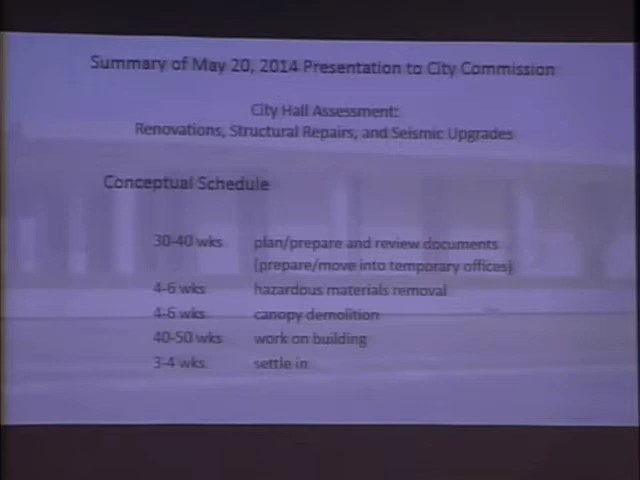 Summary of May 20, 2014 Presentation to City Commission
City Hall Assessment:
Renovations, Structural Repairs, and Seismic Upgrades
Conceptual Schedule
30-40 wks plan/prepare and review documents
(prepare/move into temporary offices)
4-6 wks hazardous materials removal
4-6 wks canopy demolition
40-50 wks work on building
3-4 wks settle in